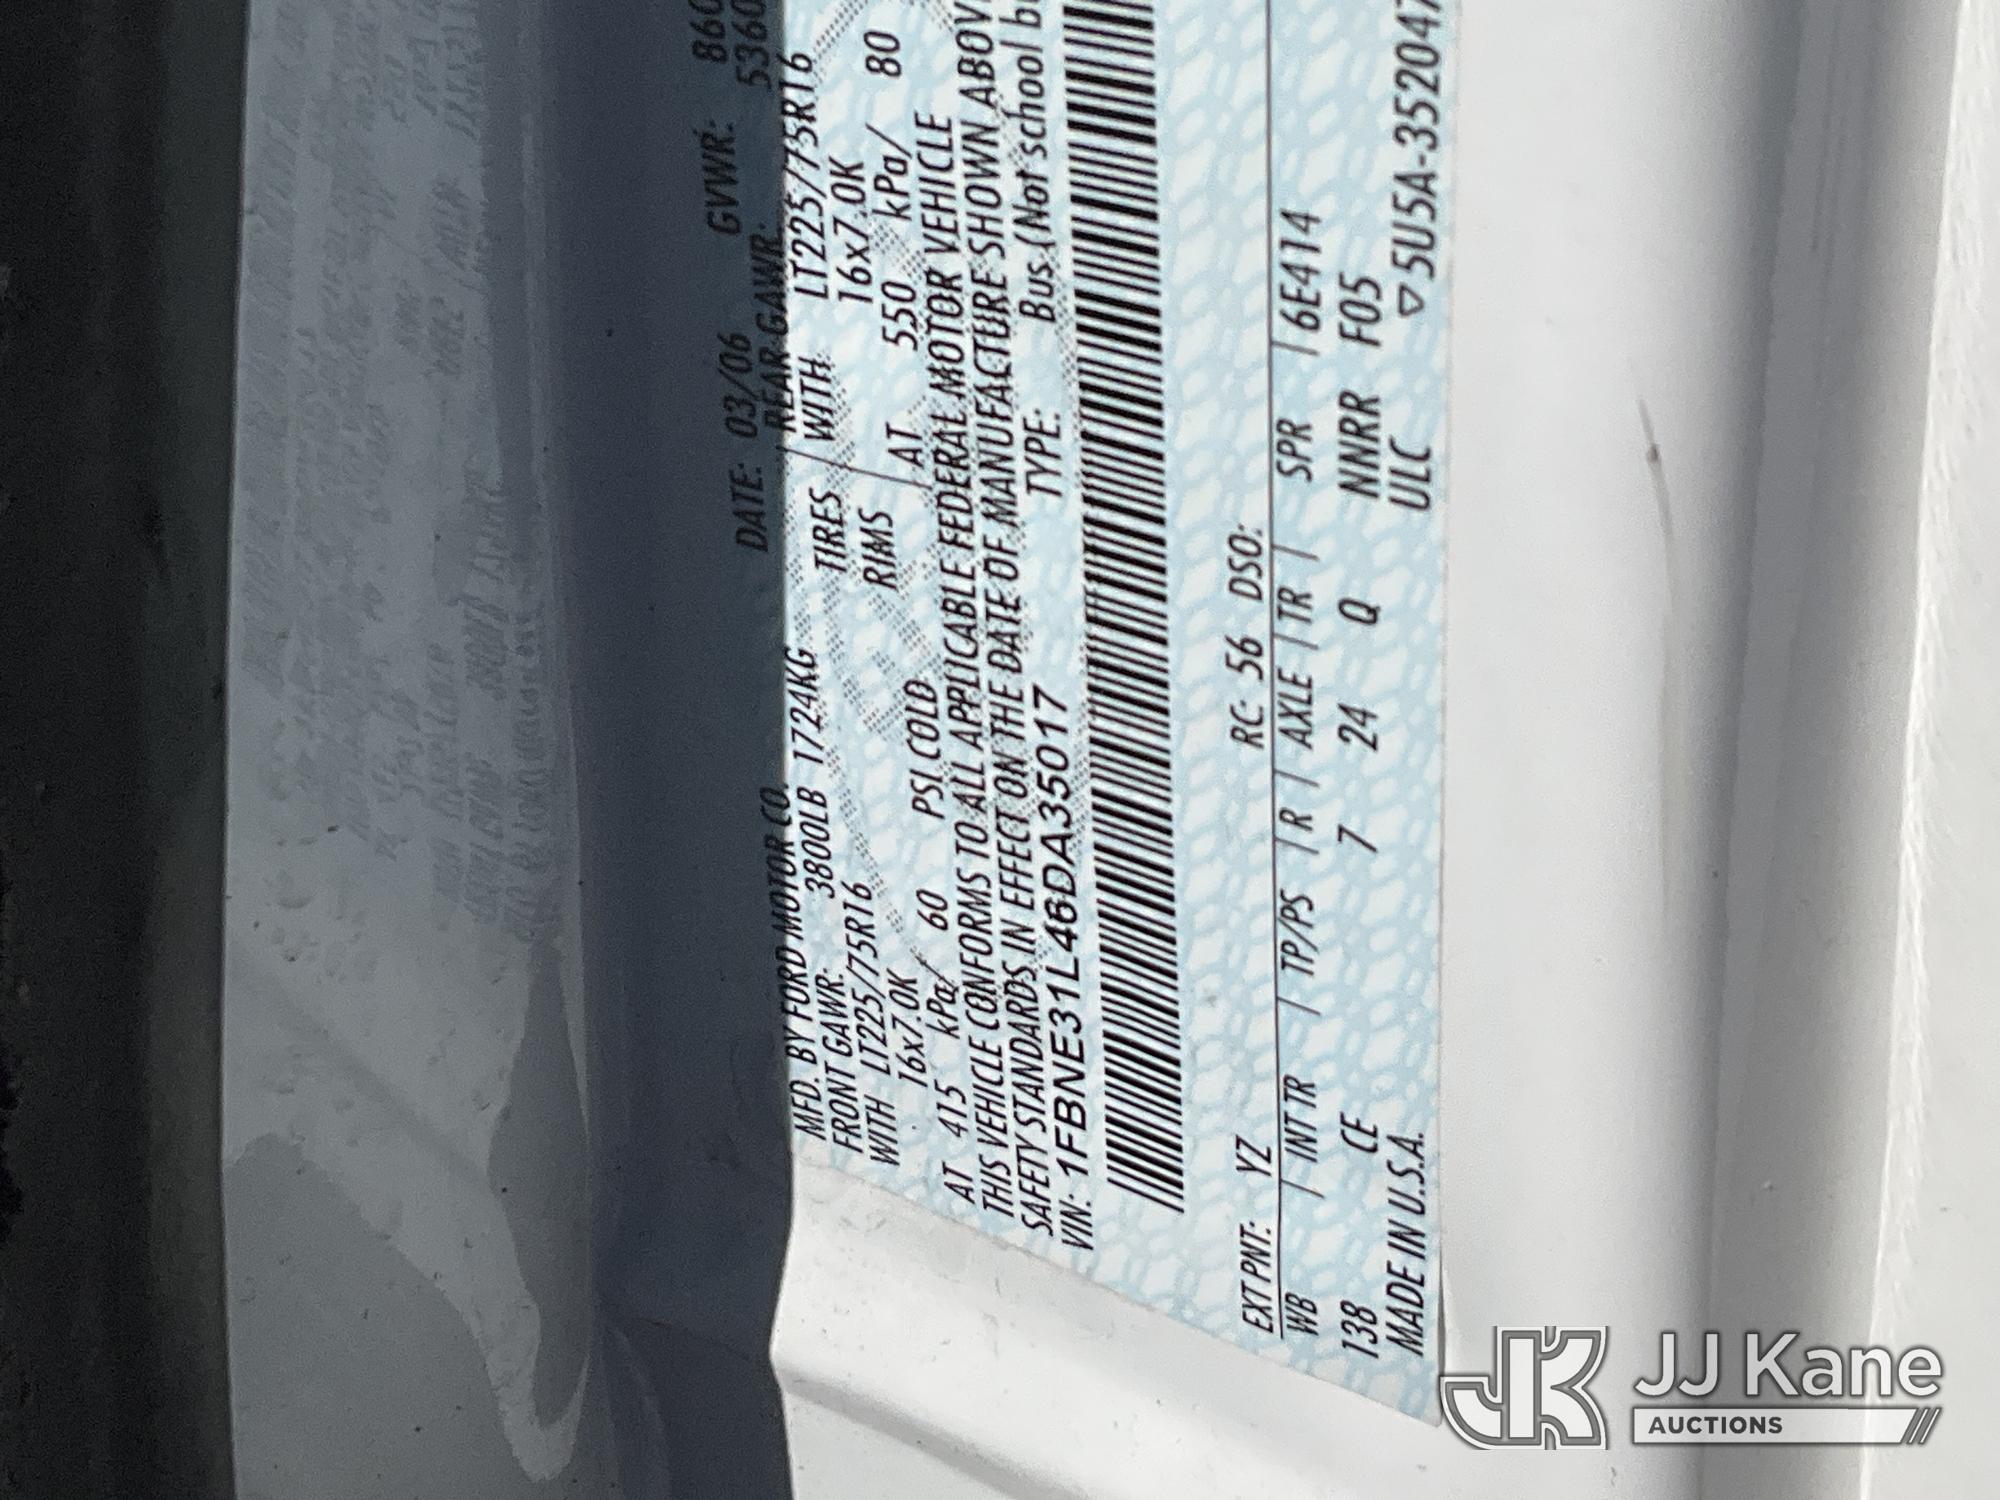 MFD. BY FORD MOTOR CO.
DATE: 03/06 GVWR: 860
FRONT GAWR: 3800LB 1724KG REAR GAWR: 5360
WITH LT225/75R16 TIRES WITH LT225/75R16
16x7.0K RIMS 16x7.0K
AT 415 kPa/ 60 PSI COLD AT 550 kPa/ 80
THIS VEHICLE CONFORMS TO ALL APPLICABLE FEDERAL MOTOR VEHICLE
SAFETY STANDARDS IN EFFECT ON THE DATE OF MANUFACTURE SHOWN ABOV
VIN: 1FBNE31L46DA35017 TYPE: Bus (Not school bu
EXT PNT: YZ RC: 56 DSO:
WB | INT TR | TP/PS | R | AXLE | TR | SPR | 6E414
138 CE 7 24 Q NNRR F05
MADE IN U.S.A. ULC ▽5U5A-3520472
JJ Kane
AUCTIONS